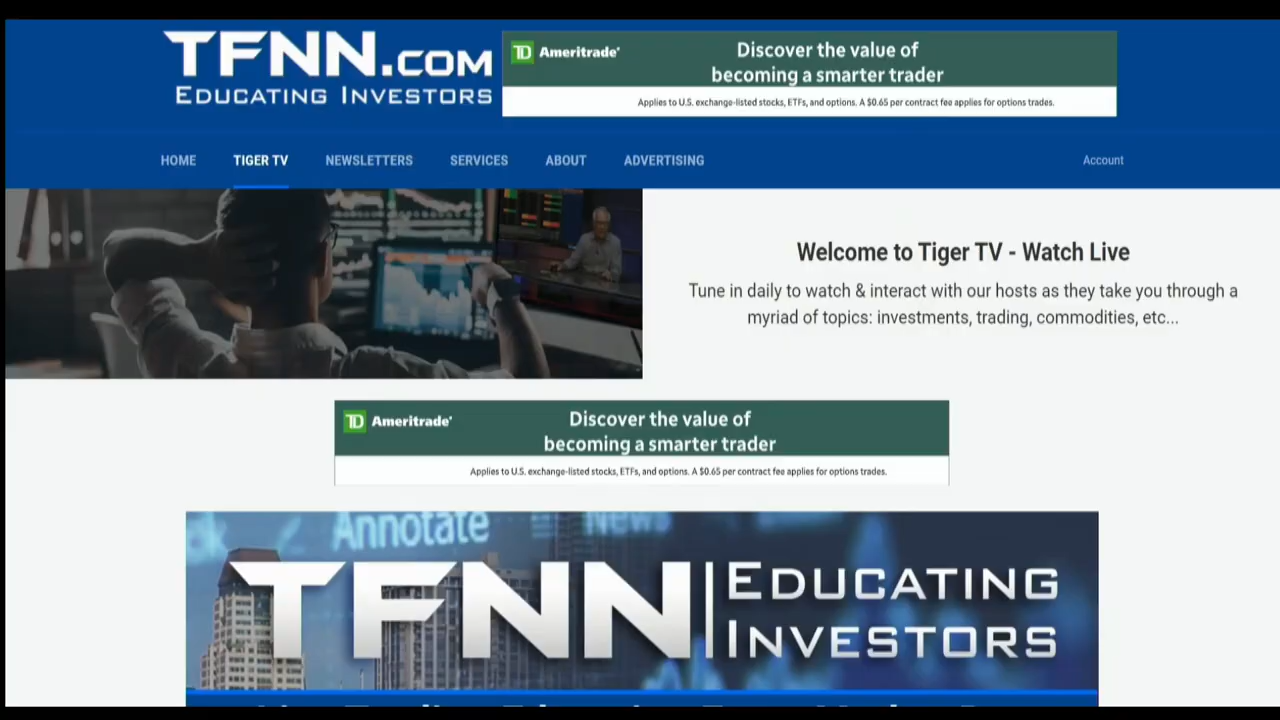 TFNN.COM
EDUCATING INVESTORS
TD Ameritrade
Discover the value of
becoming a smarter trader
Applies to U.S. exchange-listed stocks, ETFs, and options. A $0.65 per contract fee applies for options trades.
HOME TIGER TV NEWSLETTERS SERVICES ABOUT ADVERTISING Account
Welcome to Tiger TV - Watch Live
Tune in daily to watch & interact with our hosts as they take you through a
myriad of topics: investments, trading, commodities, etc...
TD Ameritrade
Discover the value of
becoming a smarter trader
Applies to U.S. exchange-listed stocks, ETFs, and options. A $0.65 per contract fee applies for options trades.
Annotate News
TFNN EDUCATING
INVESTORS